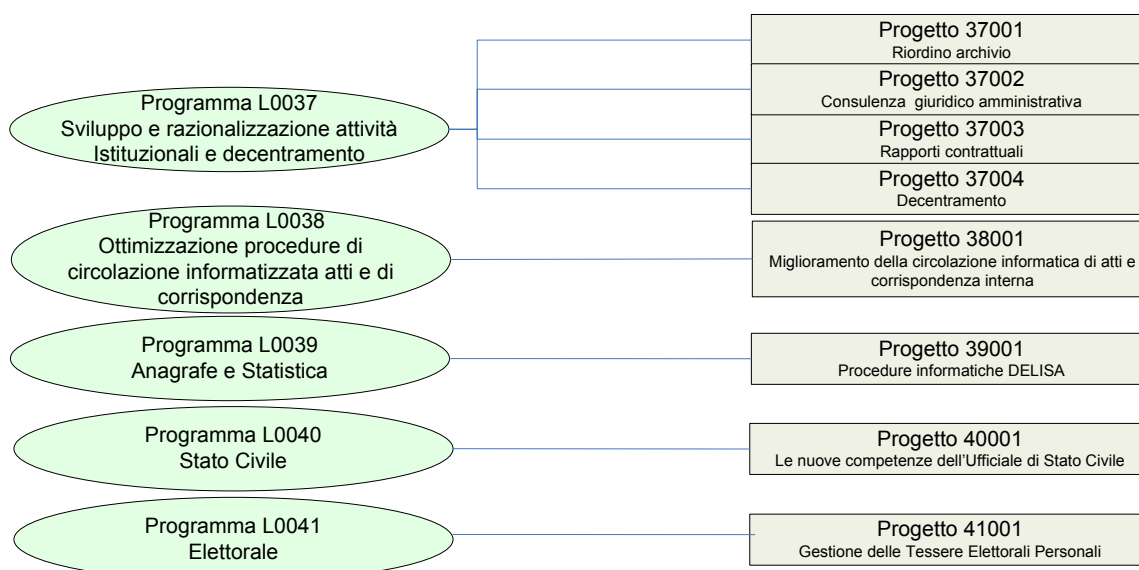 Programma L0037
Sviluppo e razionalizzazione attività
Istituzionali e decentramento
Progetto 37001
Riordino archivio
Progetto 37002
Consulenza giuridico amministrativa
Progetto 37003
Rapporti contrattuali
Progetto 37004
Decentramento
Programma L0038
Ottimizzazione procedure di
circolazione informatizzata atti e di
corrispondenza
Progetto 38001
Miglioramento della circolazione informatica di atti e
corrispondenza interna
Programma L0039
Anagrafe e Statistica
Progetto 39001
Procedure informatiche DELISA
Programma L0040
Stato Civile
Progetto 40001
Le nuove competenze dell'Ufficiale di Stato Civile
Programma L0041
Elettorale
Progetto 41001
Gestione delle Tessere Elettorali Personali